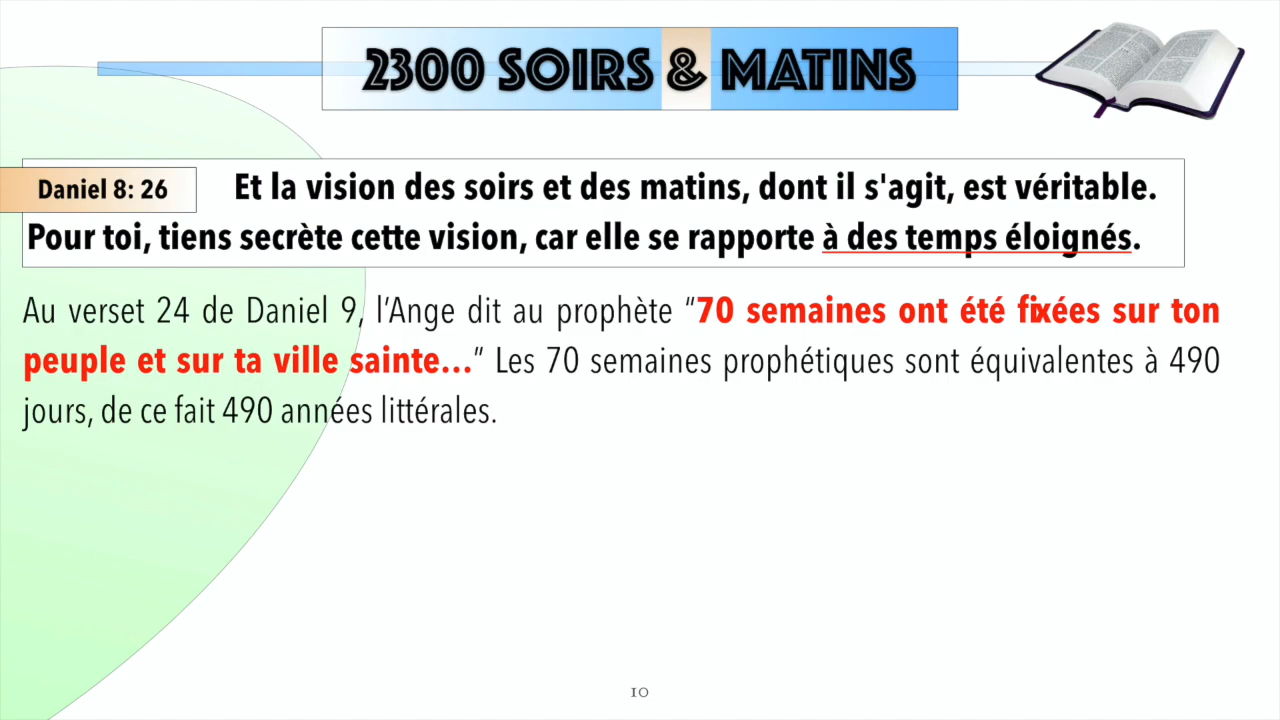 2300 SOIRS & MATINS
Daniel 8: 26
Et la vision des soirs et des matins, dont il s'agit, est véritable.
Pour toi, tiens secrète cette vision, car elle se rapporte à des temps éloignés.
Au verset 24 de Daniel 9, l’Ange dit au prophète “70 semaines ont été fixées sur ton
peuple et sur ta ville sainte…” Les 70 semaines prophétiques sont équivalentes à 490
jours, de ce fait 490 années littérales.
10